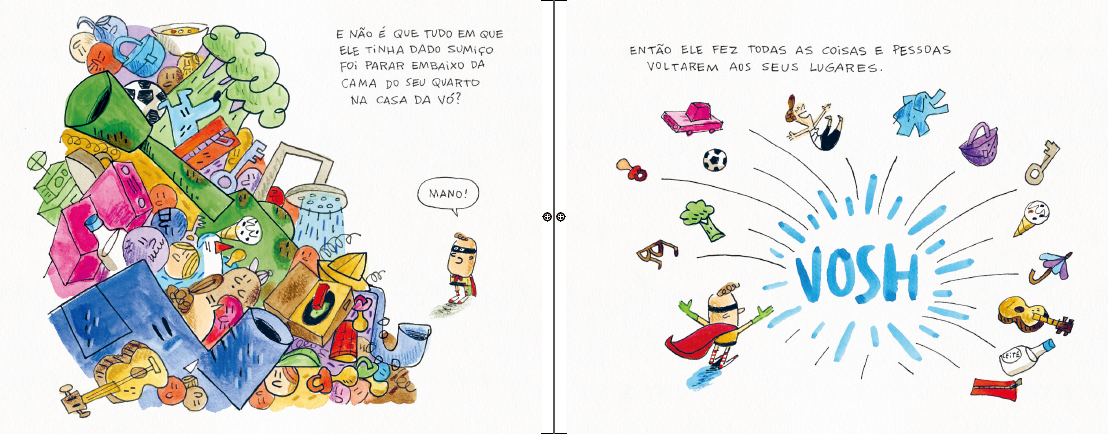 E NÃO É QUE TUDO EM QUE
ELE TINHA DADO SUMIÇO
FOI PARAR EMBAIXO DA
CAMA DO SEU QUARTO
NA CASA DA VÓ?
MANO!
ENTÃO ELE FEZ TODAS AS COISAS E PESSOAS
VOLTAREM AOS SEUS LUGARES.
VOSH
LEITE